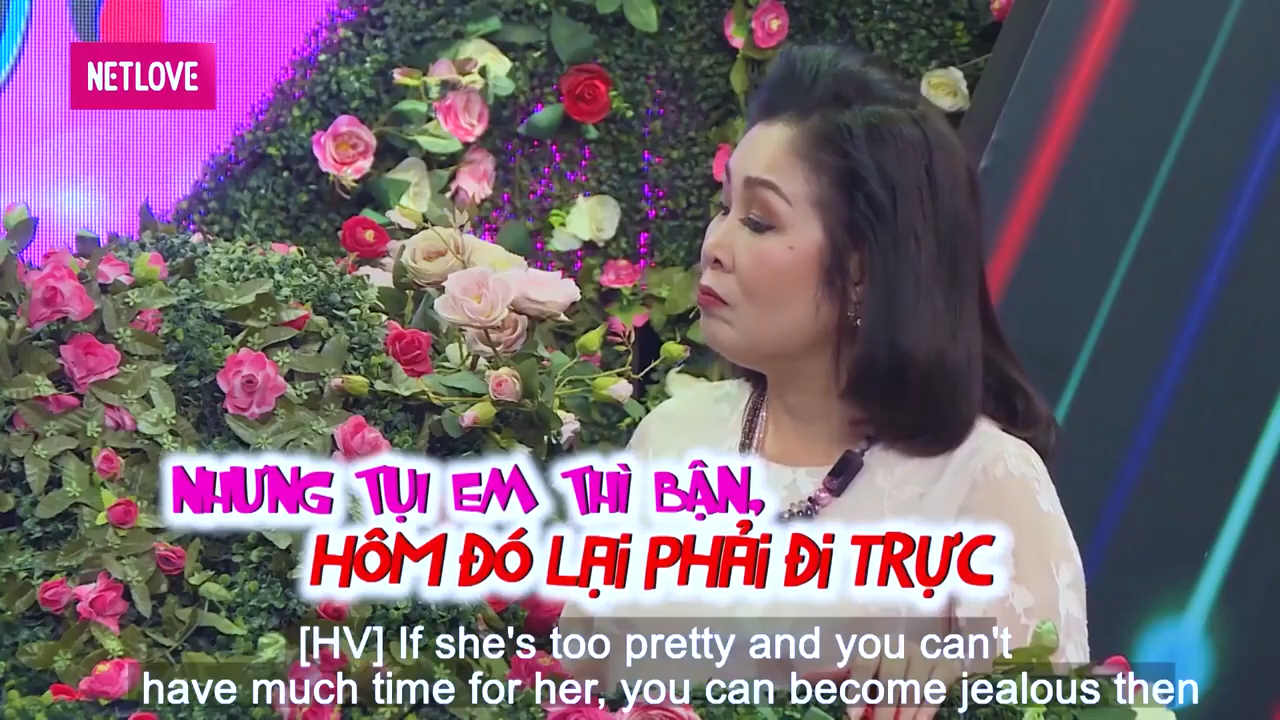 NETLOVE
NHƯNG TỤI EM THÌ BẬN,
HÔM ĐÓ LẠI PHẢI ĐI TRỰC
[HV] If she's too pretty and you can't
have much time for her, you can become jealous then